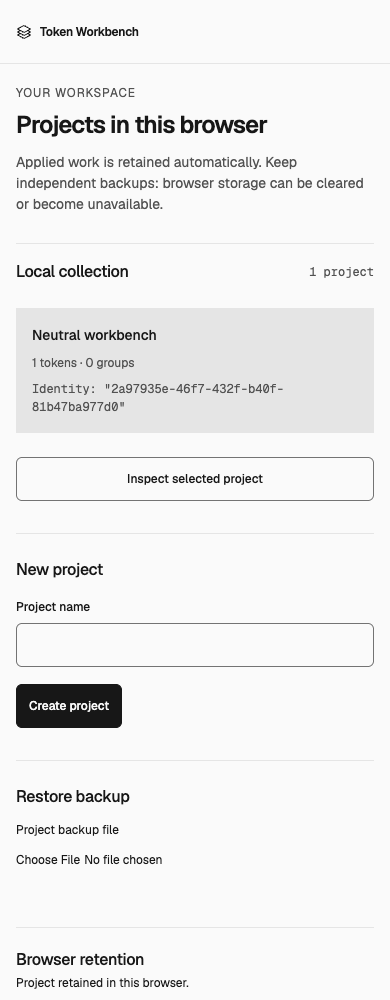 Token Workbench
YOUR WORKSPACE
Projects in this browser
Applied work is retained automatically. Keep
independent backups: browser storage can be cleared
or become unavailable.
Local collection
1 project
Neutral workbench
1 tokens · 0 groups
Identity: "2a97935e-46f7-432f-b40f-
81b47ba977d0"
Inspect selected project
New project
Project name
Create project
Restore backup
Project backup file
Choose File No file chosen
Browser retention
Project retained in this browser.